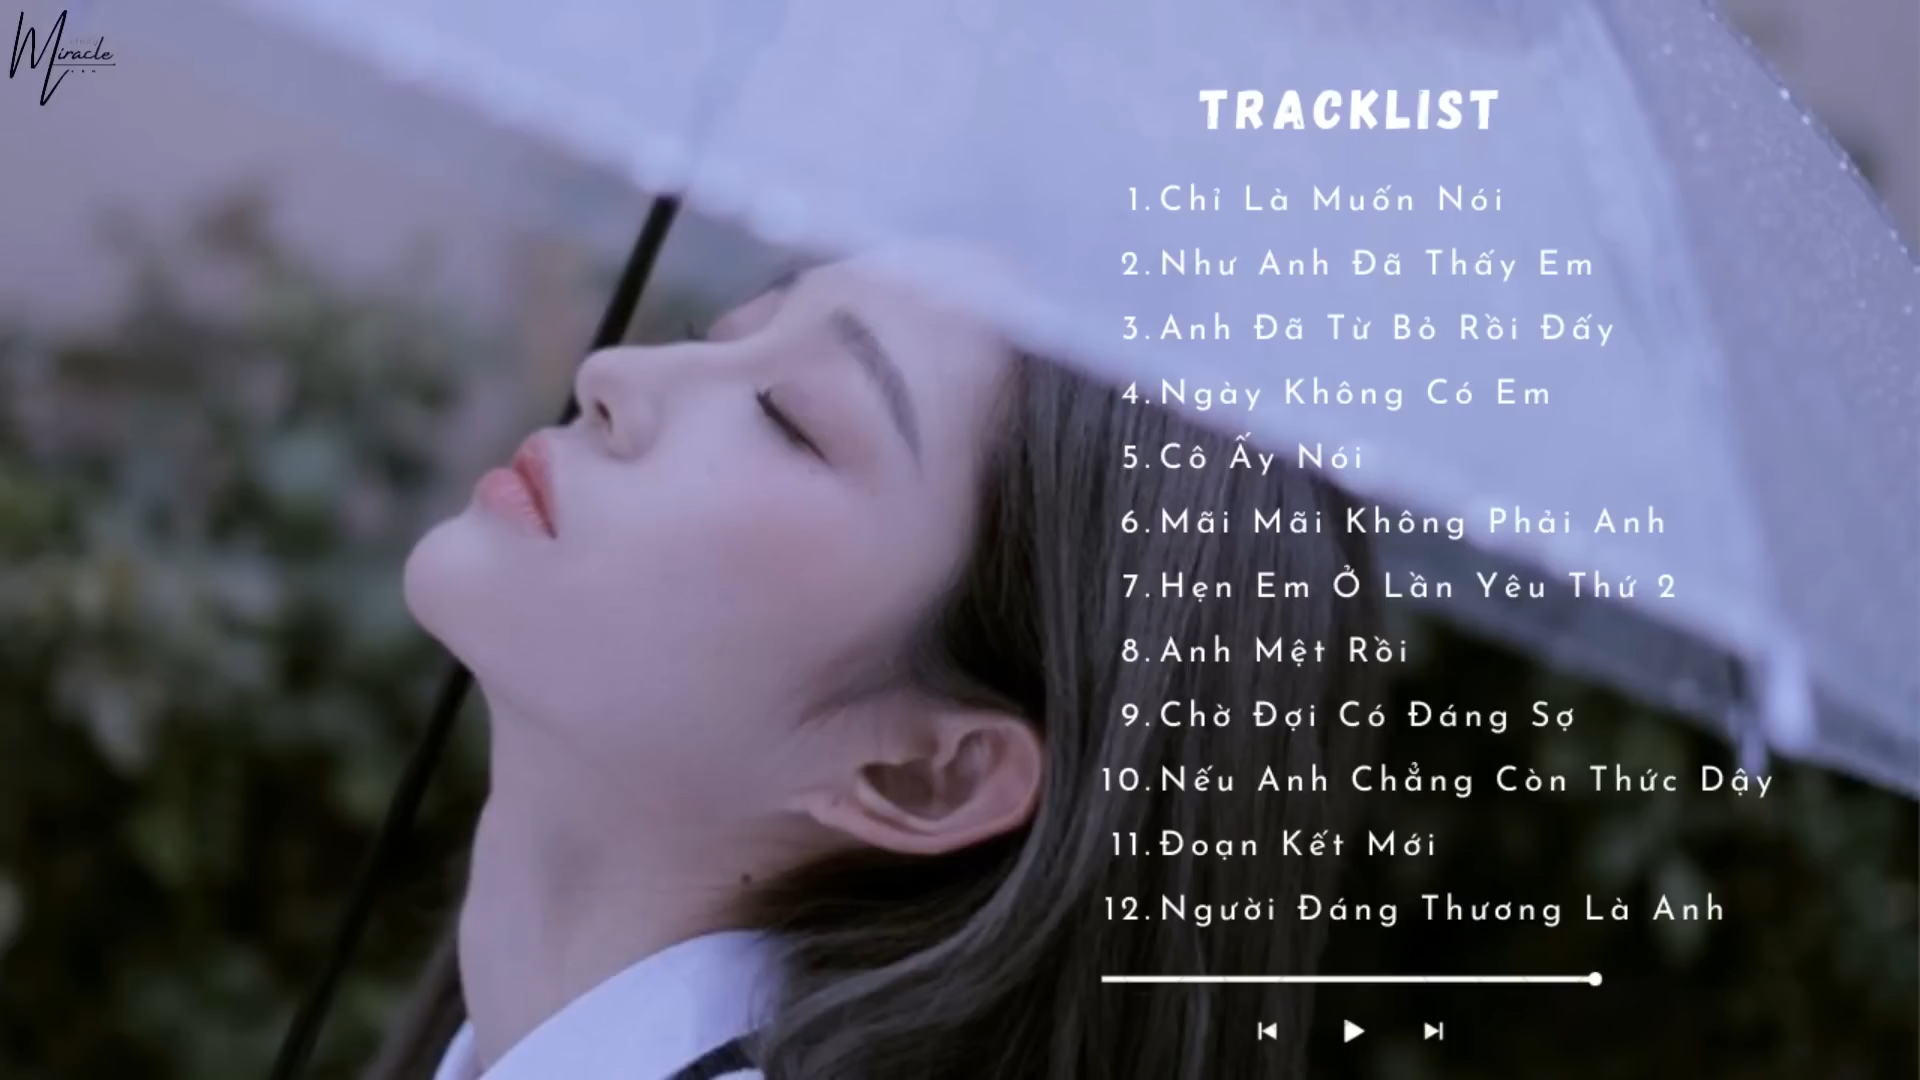 Miracle
TRACKLIST
1. Chỉ Là Muốn Nói
2. Như Anh Đã Thấy Em
3. Anh Đã Từ Bỏ Rồi Đấy
4. Ngày Không Có Em
5. Cô Ấy Nói
6. Mãi Mãi Không Phải Anh
7. Hẹn Em Ở Lần Yêu Thứ 2
8. Anh Mệt Rồi
9. Chờ Đợi Có Đáng Sợ
10. Nếu Anh Chẳng Còn Thức Dậy
11. Đoạn Kết Mới
12. Người Đáng Thương Là Anh